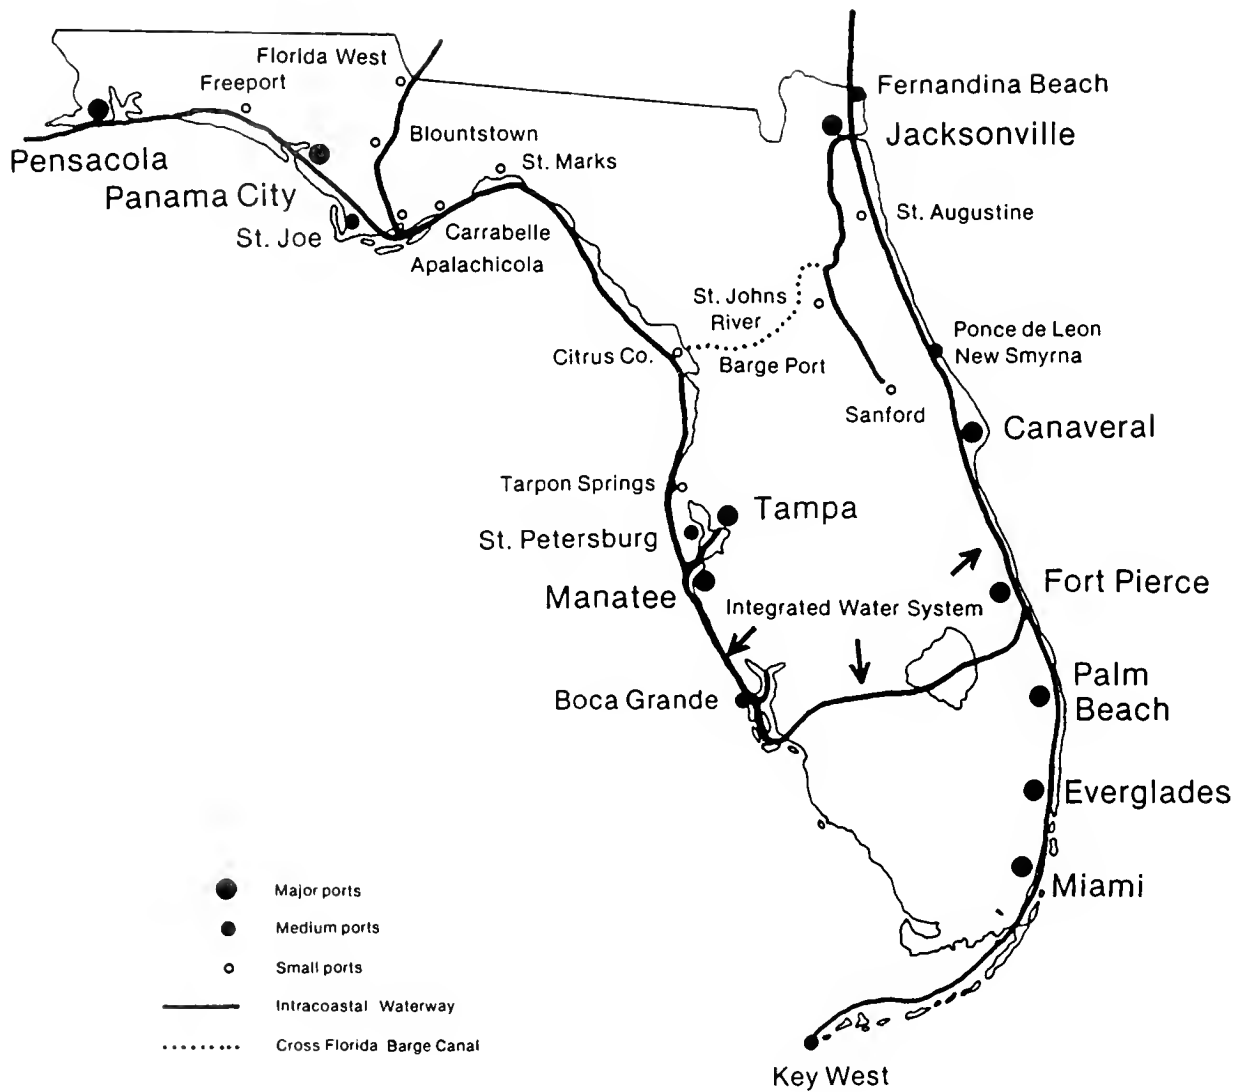 Florida West
Freeport
Fernandina Beach
Blountstown
Jacksonville
Pensacola
St. Marks
Panama City
St. Augustine
St. Joe
Carrabelle
Apalachicola
St. Johns
River
Ponce de Leon
New Smyrna
Citrus Co.
Barge Port
Sanford
Canaveral
Tarpon Springs
Tampa
St. Petersburg
Fort Pierce
Manatee
Integrated Water System
Palm
Beach
Boca Grande
Everglades
Miami
Major ports
Medium ports
Small ports
Intracoastal Waterway
Cross Florida Barge Canal
Key West